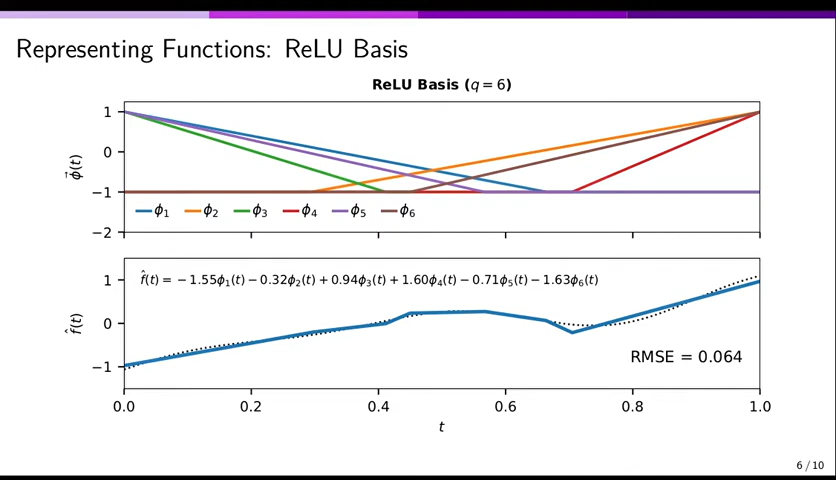 Representing Functions: ReLU Basis
ReLU Basis (q = 6)
1
0
−1
−2
ϕ⃗(t)
ϕ₁ ϕ₂ ϕ₃ ϕ₄ ϕ₅ ϕ₆
f̂(t) = −1.55ϕ₁(t) − 0.32ϕ₂(t) + 0.94ϕ₃(t) + 1.60ϕ₄(t) − 0.71ϕ₅(t) − 1.63ϕ₆(t)
1
0
−1
f̂(t)
RMSE = 0.064
0.0 0.2 0.4 0.6 0.8 1.0
t
6 / 10